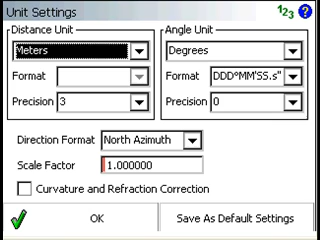 Unit Settings
123
?
Distance Unit
Angle Unit
Meters
Degrees
Format
Format DDD°MM'SS.s"
Precision 3
Precision 0
Direction Format North Azimuth
Scale Factor 1.000000
Curvature and Refraction Correction
OK
Save As Default Settings